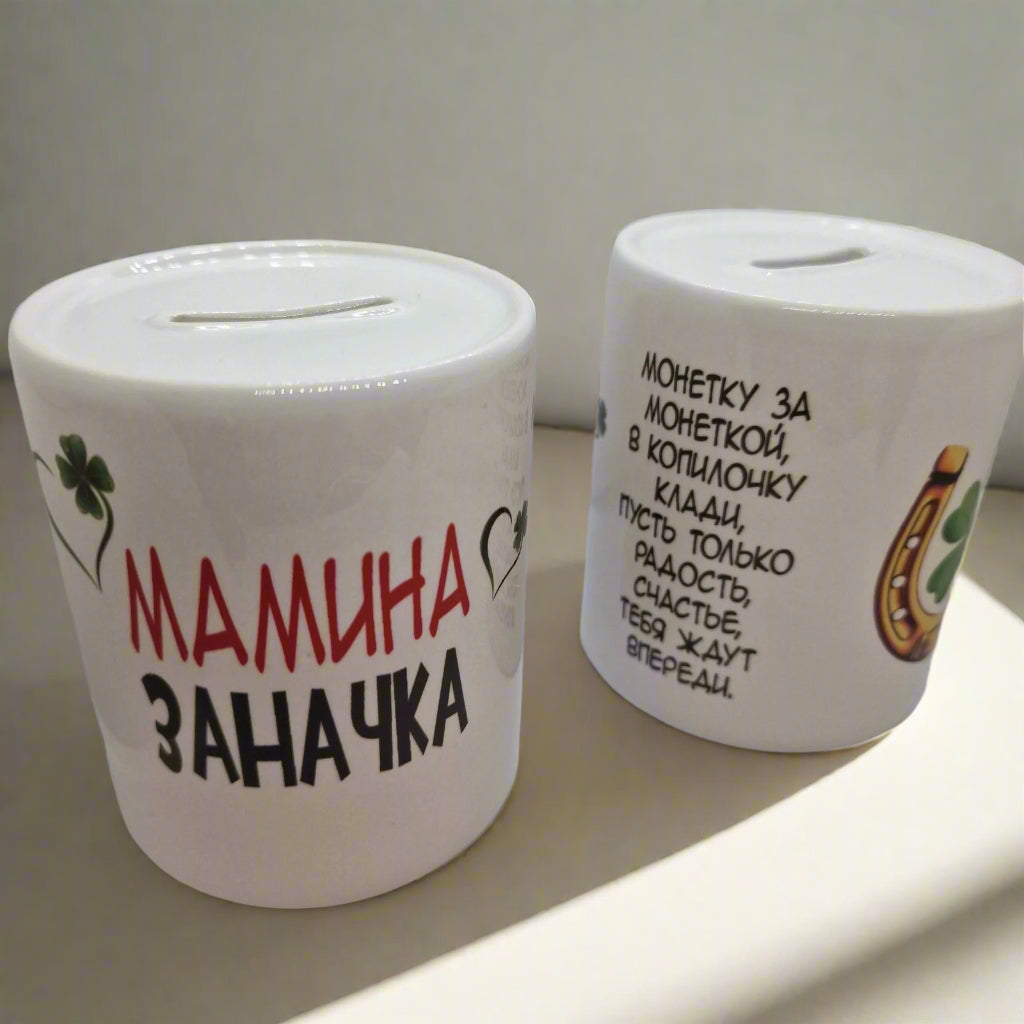 МАМИНА
ЗАНАЧКА
МОНЕТКУ ЗА
МОНЕТКОЙ,
В КОПИЛОЧКУ
КЛАДИ,
ПУСТЬ ТОЛЬКО
РАДОСТЬ,
СЧАСТЬЕ,
ТЕБЯ ЖДУТ
ВПЕРЕДИ.